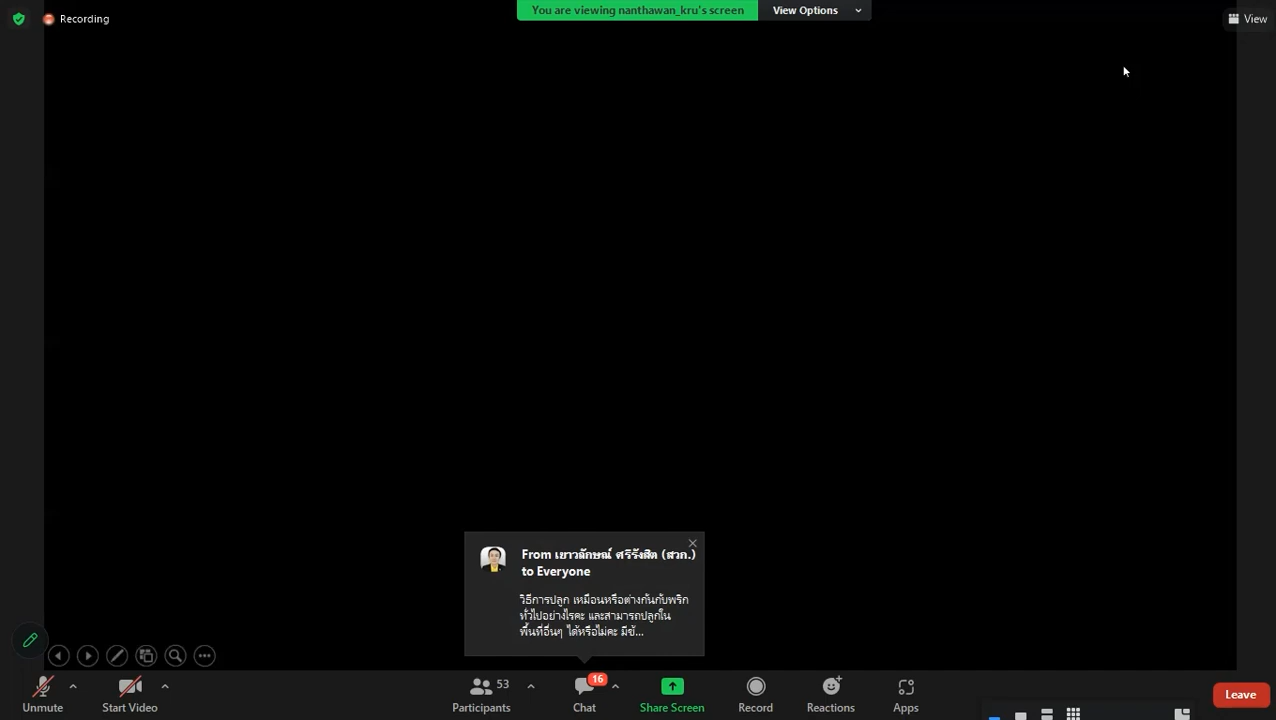 Recording
You are viewing nanthawan_kru's screen
View Options
View
From เยาวลักษณ์ ศรีรังสิต (สวก.)
to Everyone
วิธีการปลูก เหมือนหรือต่างกันกับพริก
ทั่วไปอย่างไรคะ และสามารถปลูกใน
พื้นที่อื่นๆ ได้หรือไม่คะ มีข้...
53
16
Unmute
Start Video
Participants
Chat
Share Screen
Record
Reactions
Apps
Leave